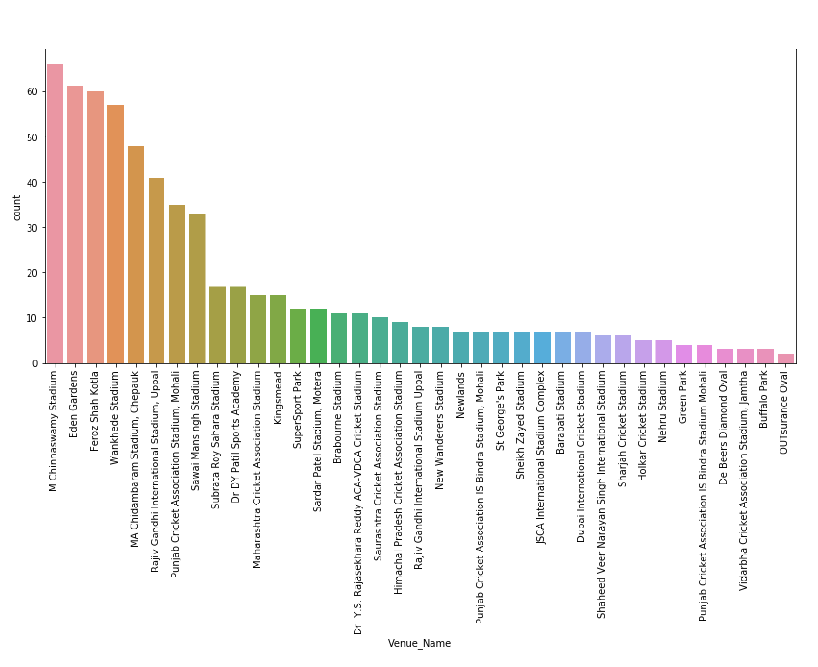 count
60
50
40
30
20
10
0
M Chinnaswamy Stadium
Eden Gardens
Feroz Shah Kotla
Wankhede Stadium
MA Chidambaram Stadium, Chepauk
Rajiv Gandhi International Stadium, Uppal
Punjab Cricket Association Stadium, Mohali
Sawai Mansingh Stadium
Subrata Roy Sahara Stadium
Dr DY Patil Sports Academy
Maharashtra Cricket Association Stadium
Kingsmead
SuperSport Park
Sardar Patel Stadium, Motera
Brabourne Stadium
Dr. Y.S. Rajasekhara Reddy ACA-VDCA Cricket Stadium
Saurashtra Cricket Association Stadium
Himachal Pradesh Cricket Association Stadium
Rajiv Gandhi International Stadium Uppal
New Wanderers Stadium
Newlands
Punjab Cricket Association IS Bindra Stadium, Mohali
St George's Park
Sheikh Zayed Stadium
JSCA International Stadium Complex
Barabati Stadium
Dubai International Cricket Stadium
Shaheed Veer Narayan Singh International Stadium
Sharjah Cricket Stadium
Holkar Cricket Stadium
Nehru Stadium
Green Park
Punjab Cricket Association IS Bindra Stadium Mohali
De Beers Diamond Oval
Vidarbha Cricket Association Stadium, Jamtha
Buffalo Park
OUTsurance Oval
Venue_Name